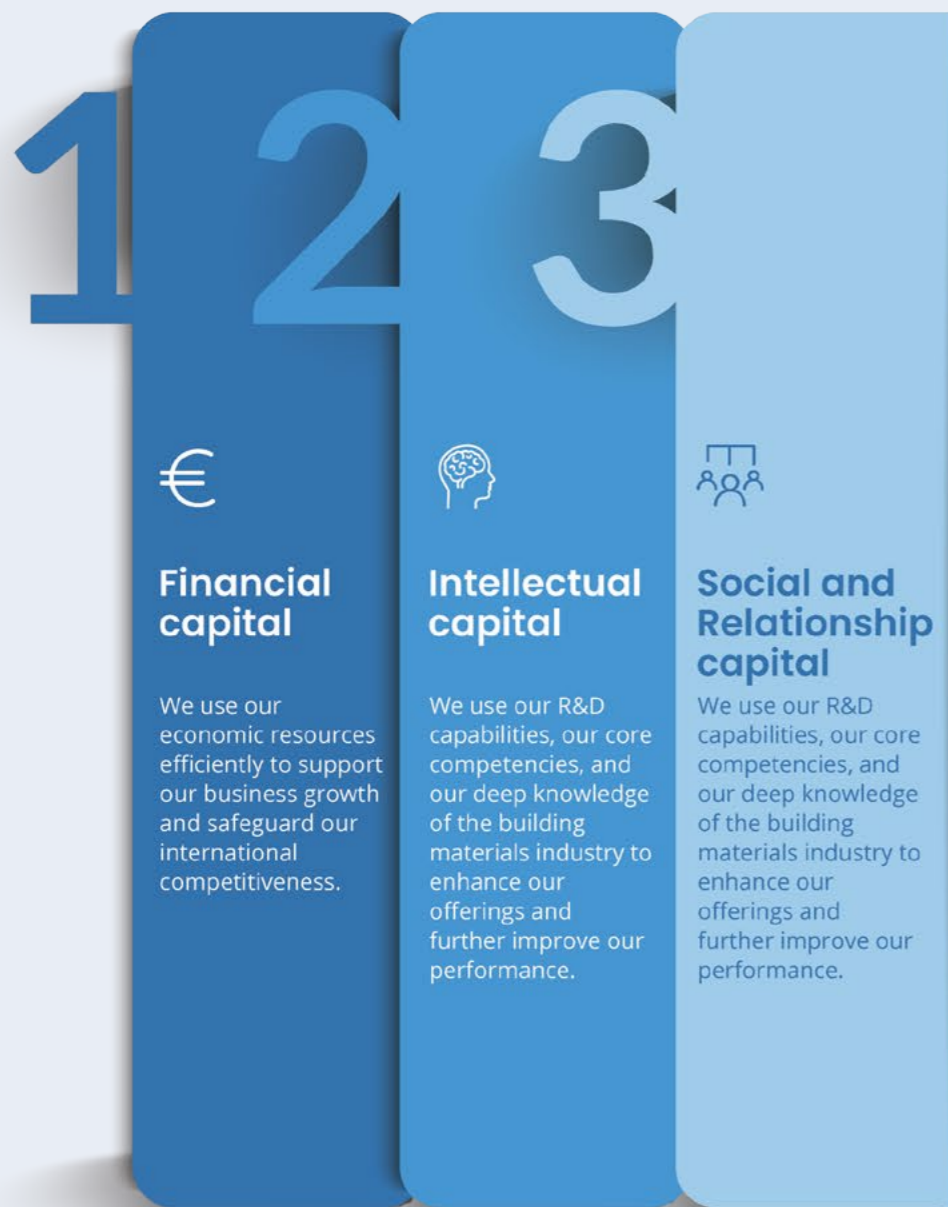 1
Financial
capital
We use our
economic resources
efficiently to support
our business growth
and safeguard our
international
competitiveness.
2
Intellectual
capital
We use our R&D
capabilities, our core
competencies, and
our deep knowledge
of the building
materials industry to
enhance our
offerings and
further improve our
performance.
3
Social and
Relationship
capital
We use our R&D
capabilities, our core
competencies, and
our deep knowledge
of the building
materials industry to
enhance our
offerings and
further improve our
performance.